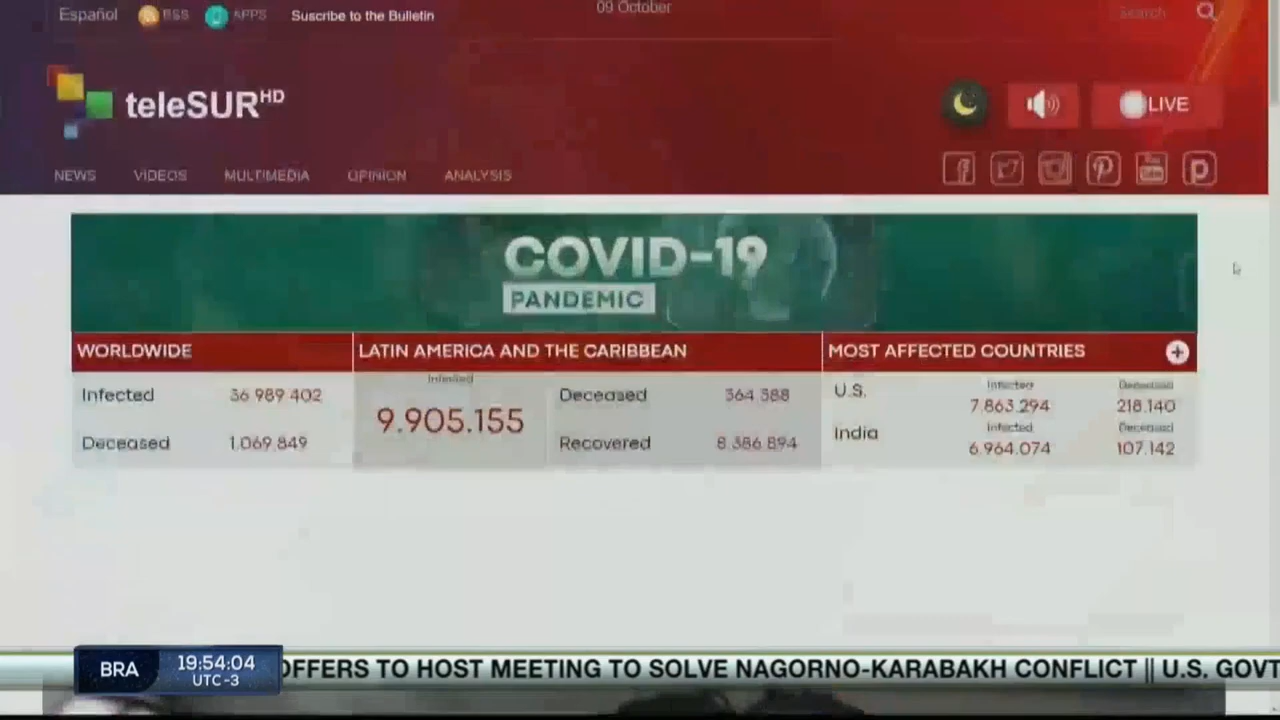 Español RSS APPS Suscribe to the Bulletin 09 October Search
teleSUR HD
LIVE
NEWS VIDEOS MULTIMEDIA OPINION ANALYSIS
COVID-19
PANDEMIC
WORLDWIDE
Infected 36.989.402
Deceased 1.069.849
LATIN AMERICA AND THE CARIBBEAN
Infected
9.905.155
Deceased 364.388
Recovered 8.386.894
MOST AFFECTED COUNTRIES
Infected Deceased
U.S. 7.863.294 218.140
Infected Deceased
India 6.964.074 107.142
BRA 19:54:04
UTC-3
OFFERS TO HOST MEETING TO SOLVE NAGORNO-KARABAKH CONFLICT || U.S. GOVT